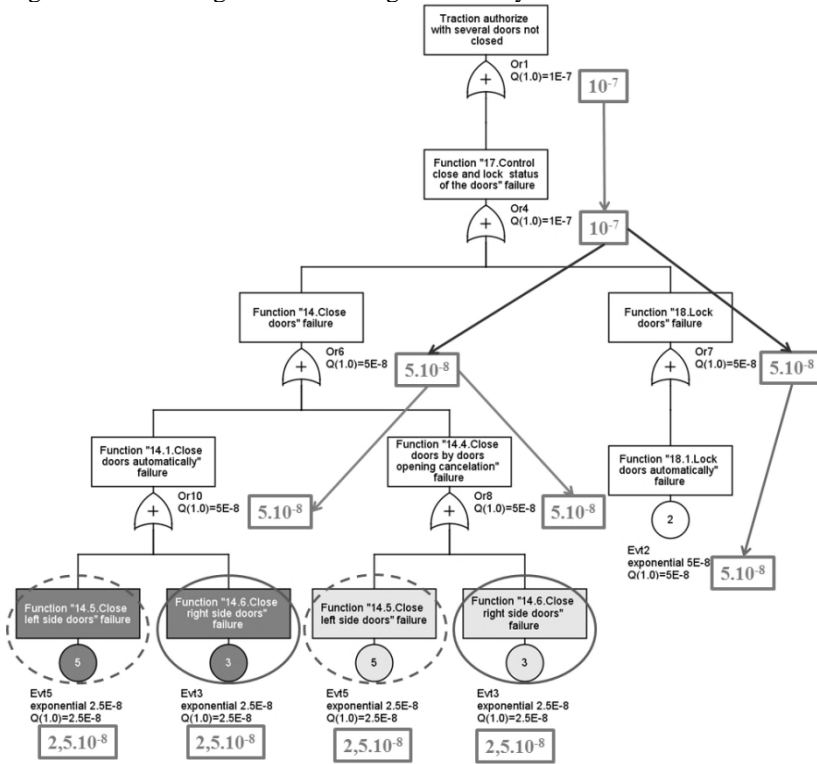 Traction authorize
with several doors not
closed
Or1
Q(1.0)=1E-7
10⁻⁷
Function "17.Control
close and lock status
of the doors" failure
Or4
Q(1.0)=1E-7
10⁻⁷
Function "14.Close
doors" failure
Or6
Q(1.0)=5E-8
5.10⁻⁸
Function "18.Lock
doors" failure
Or7
Q(1.0)=5E-8
5.10⁻⁸
Function "14.1.Close
doors automatically"
failure
Or10
Q(1.0)=5E-8
5.10⁻⁸
Function "14.4.Close
doors by doors
opening cancelation"
failure
Or8
Q(1.0)=5E-8
5.10⁻⁸
Function "18.1.Lock
doors automatically"
failure
2
Evt2
exponential 5E-8
Q(1.0)=5E-8
5.10⁻⁸
Function "14.5.Close
left side doors" failure
5
Evt5
exponential 2.5E-8
Q(1.0)=2.5E-8
2,5.10⁻⁸
Function "14.6.Close
right side doors"
failure
3
Evt3
exponential 2.5E-8
Q(1.0)=2.5E-8
2,5.10⁻⁸
Function "14.5.Close
left side doors" failure
5
Evt5
exponential 2.5E-8
Q(1.0)=2.5E-8
2,5.10⁻⁸
Function "14.6.Close
right side doors"
failure
3
Evt3
exponential 2.5E-8
Q(1.0)=2.5E-8
2,5.10⁻⁸